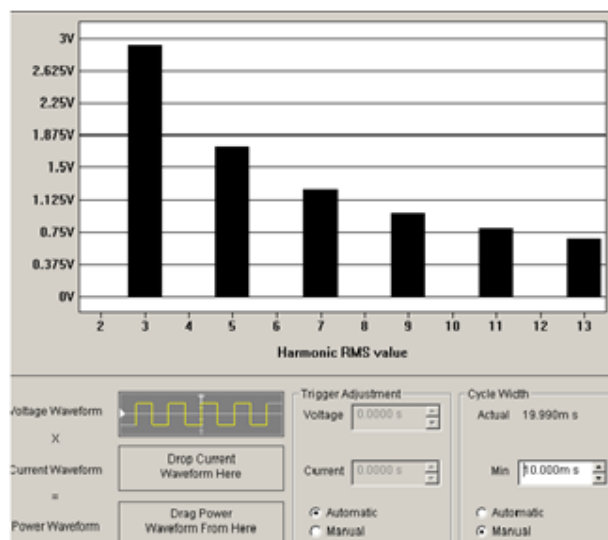 3V
2.625V
2.25V
1.875V
1.5V
1.125V
0.75V
0.375V
0V
2 3 4 5 6 7 8 9 10 11 12 13
Harmonic RMS value
Voltage Waveform
X
Current Waveform
=
Power Waveform
Drop Current
Waveform Here
Drag Power
Waveform From Here
Trigger Adjustment
Voltage 0.0000 s
Current 0.0000 s
Automatic
Manual
Cycle Width
Actual 19.990m s
Min 10.000m s
Automatic
Manual